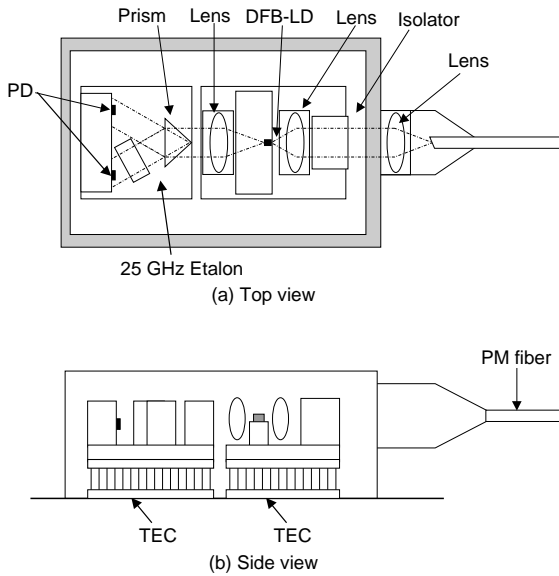 Prism
Lens
DFB-LD
Lens
Isolator
Lens
PD
25 GHz Etalon
(a) Top view
PM fiber
TEC
TEC
(b) Side view